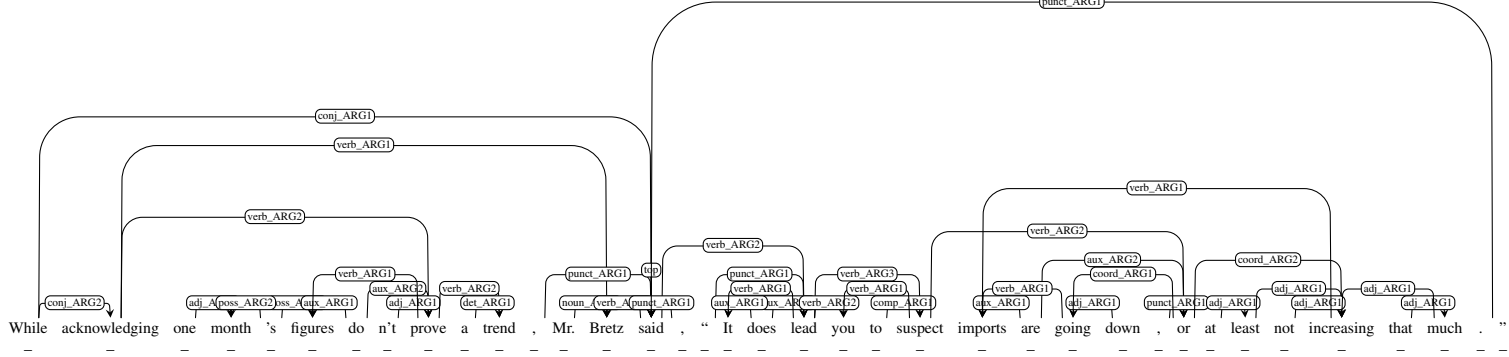 punct_ARG1
conj_ARG1
verb_ARG1
verb_ARG1
verb_ARG2
verb_ARG2
verb_ARG2
aux_ARG2 coord_ARG2
verb_ARG1 punct_ARG1 top punct_ARG1 verb_ARG3 coord_ARG1
aux_ARG2 verb_ARG2 verb_ARG1 verb_ARG1 verb_ARG1 adj_ARG1 adj_ARG1
conj_ARG2 poss_ARG2 aux_ARG1 adj_ARG1 det_ARG1 punct_ARG1 verb_ARG2 comp_ARG1 aux_ARG1 adj_ARG1 punct_ARG1 adj_ARG1 adj_ARG1 adj_ARG1
While acknowledging one month 's figures do n't prove a trend , Mr. Bretz said , “ It does lead you to suspect imports are going down , or at least not increasing that much . ”